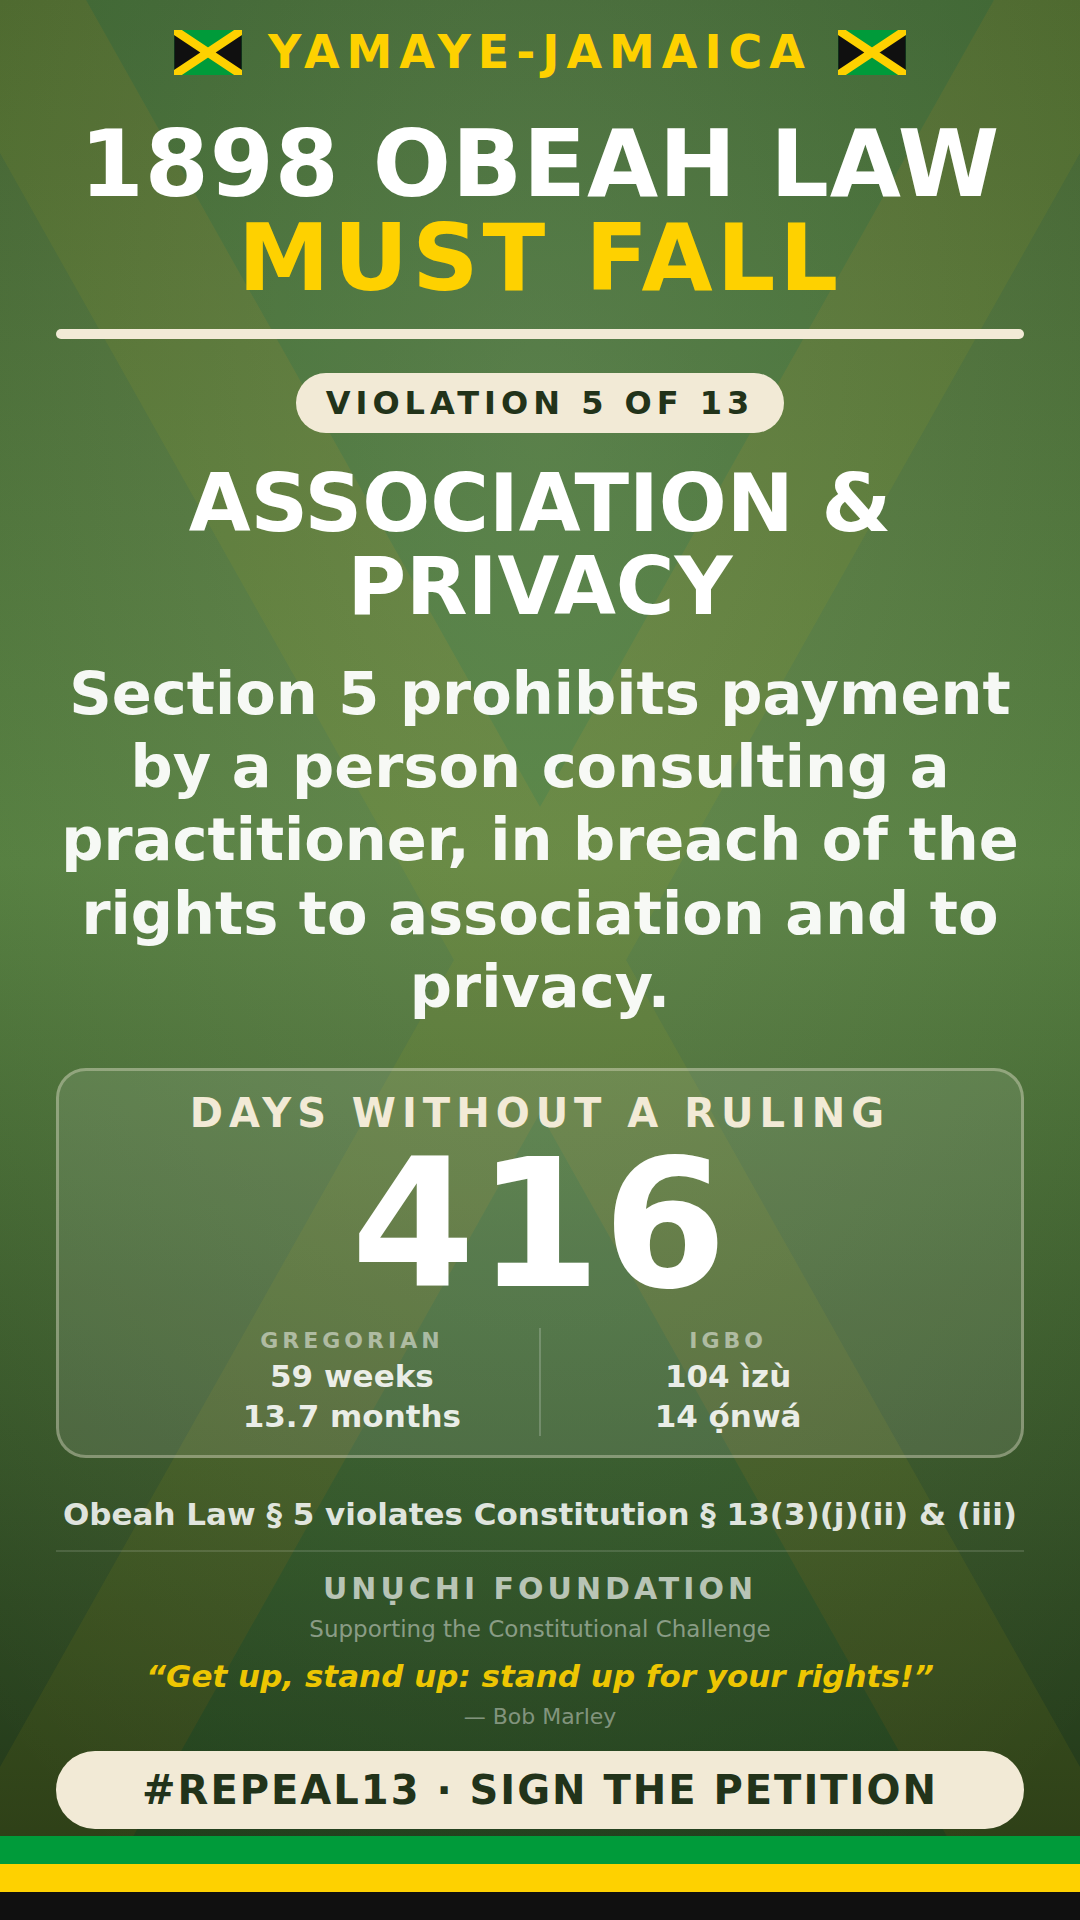 YAMAYE-JAMAICA
1898 OBEAH LAW
MUST FALL
VIOLATION 5 OF 13
ASSOCIATION &
PRIVACY
Section 5 prohibits payment
by a person consulting a
practitioner, in breach of the
rights to association and to
privacy.
DAYS WITHOUT A RULING
416
GREGORIAN
59 weeks
13.7 months
IGBO
104 ìzù
14 ọ́nwá
Obeah Law § 5 violates Constitution § 13(3)(j)(ii) & (iii)
UNỤCHI FOUNDATION
Supporting the Constitutional Challenge
“Get up, stand up: stand up for your rights!”
— Bob Marley
#REPEAL13 · SIGN THE PETITION